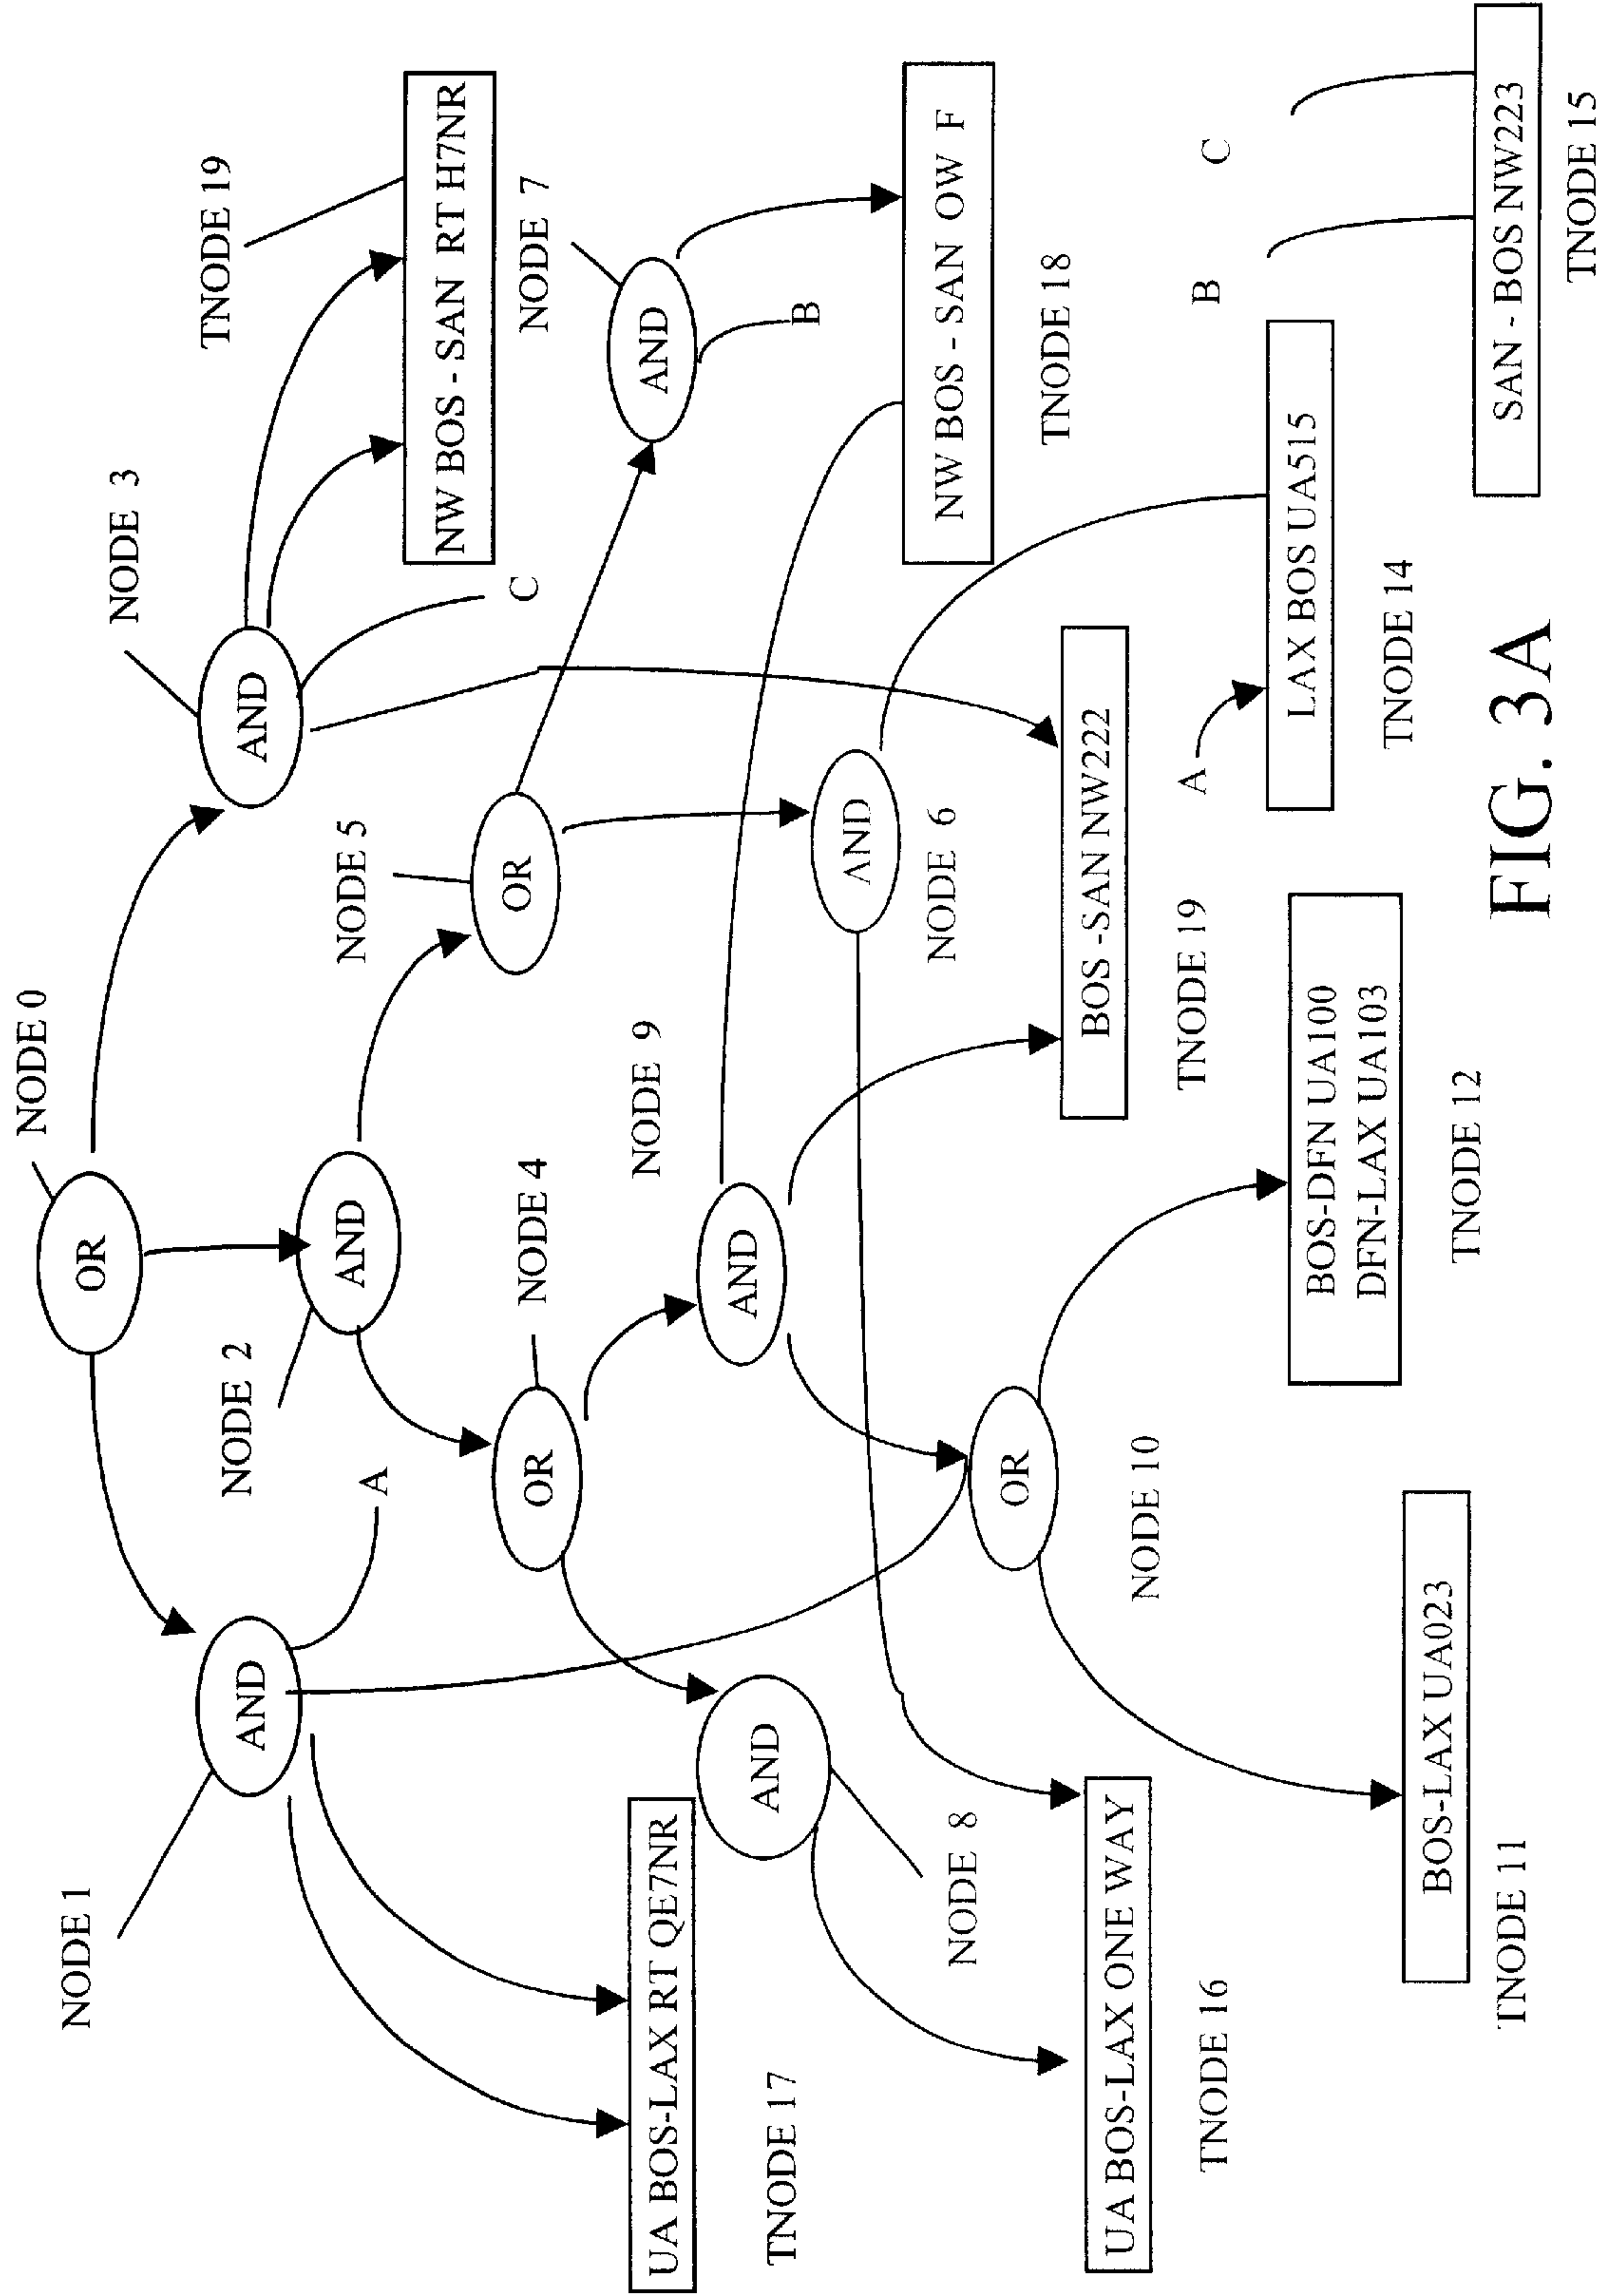 NODE 0
OR
NODE 1
AND
A
NODE 2
AND
NODE 3
AND
C
TNODE 19
NW BOS - SAN RT H7NR
NODE 5
OR
NODE 4
OR
NODE 7
AND
B
UA BOS-LAX RT QE7NR
TNODE 17
AND
NODE 8
NODE 9
AND
AND
NODE 6
NW BOS - SAN OW F
TNODE 18
OR
NODE 10
BOS -SAN NW222
TNODE 19
UA BOS-LAX ONE WAY
TNODE 16
A
LAX BOS UA515
TNODE 14
B
C
BOS-DFN UA100
DFN-LAX UA103
TNODE 12
BOS-LAX UA023
TNODE 11
SAN - BOS NW223
TNODE 15
FIG. 3A